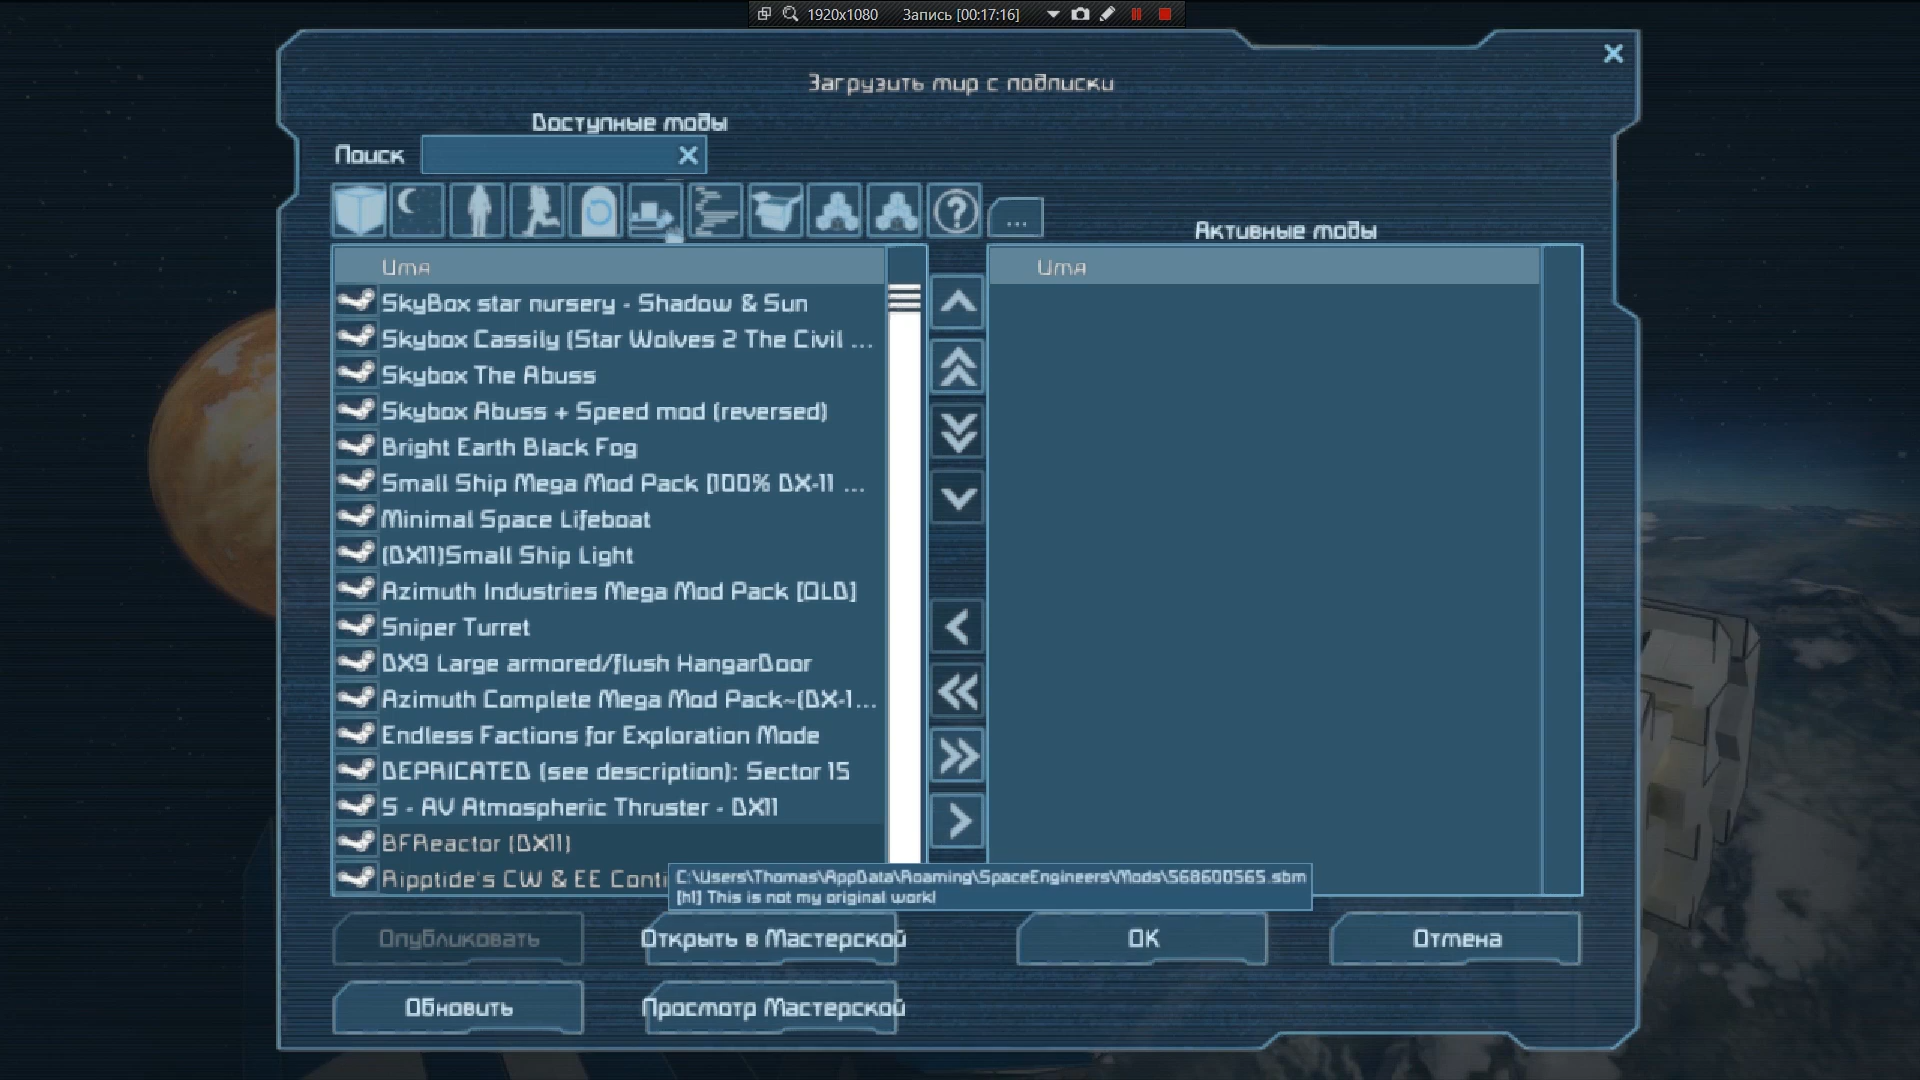 1920x1080 Запись [00:17:16]
Загрузить мир с подписки
Доступные моды
Поиск
...
Активные моды
Имя
Имя
SkyBox star nursery - Shadow & Sun
Skybox Cassily (Star Wolves 2 The Civil ...
Skybox The Abuss
Skybox Abuss + Speed mod (reversed)
Bright Earth Black Fog
Small Ship Mega Mod Pack [100% DX-11 ...
Minimal Space Lifeboat
(DX11)Small Ship Light
Azimuth Industries Mega Mod Pack [OLD]
Sniper Turret
DX9 Large armored/flush HangarDoor
Azimuth Complete Mega Mod Pack~(DX-1...
Endless Factions for Exploration Mode
DEPRICATED (see description): Sector 15
S - AV Atmospheric Thruster - DX11
BFReactor (DX11)
Ripptide's CW & EE Conti
C:\Users\Thomas\AppData\Roaming\SpaceEngineers\Mods\568600565.sbm
[h1] This is not my original work!
Опубликовать
Открыть в Мастерской
OK
Отмена
Обновить
Просмотр Мастерской